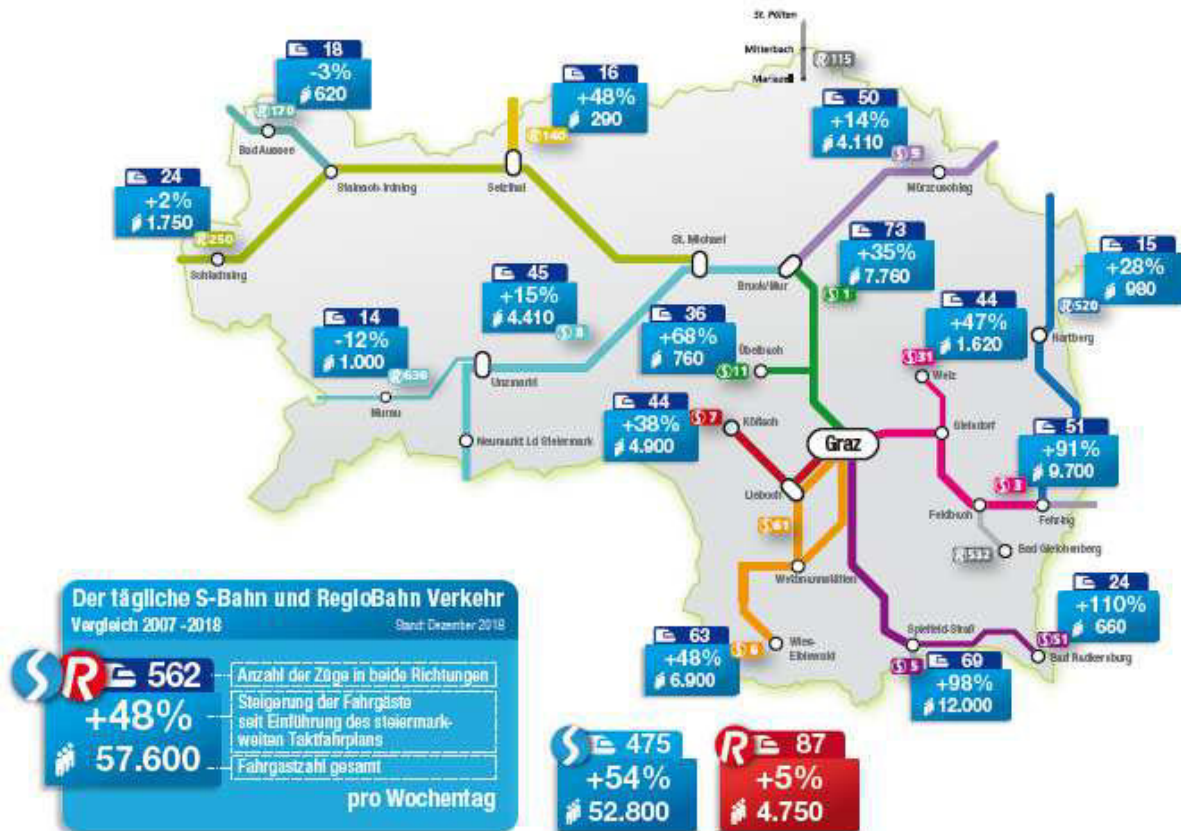 St. Pölten
Mitterbach
Mariazell
R 115
18
-3%
620
R 170
Bad Aussee
16
+48%
290
R 140
Selzthal
50
+14%
4.110
S 9
Mürzzuschlag
24
+2%
1.750
R 250
Schladming
Stainach-Irdning
St. Michael
Bruck/Mur
73
+35%
7.760
S 1
15
+28%
980
R 520
Hartberg
45
+15%
4.410
S 8
Unzmarkt
14
-12%
1.000
R 630
Murau
Neumarkt i.d Steiermark
36
+68%
760
S 11
Übelbach
44
+47%
1.620
S 31
Weiz
Gleisdorf
44
+38%
4.900
S 7
Köflach
Graz
Lieboch
51
+91%
9.700
S 3
Feldbach
Fehring
R 532
Bad Gleichenberg
S 61
Wettmannstätten
63
+48%
6.900
S 6
Wies-
Eibiswald
24
+110%
660
S 51
Bad Radkersburg
Spielfeld-Straß
S 5
69
+98%
12.000
Der tägliche S-Bahn und RegioBahn Verkehr
Vergleich 2007 -2018
Stand: Dezember 2018
S R 562
Anzahl der Züge in beide Richtungen
+48%
Steigerung der Fahrgäste
seit Einführung des steiermark-
weiten Taktfahrplans
57.600
Fahrgastzahl gesamt
pro Wochentag
S 475
+54%
52.800
R 87
+5%
4.750